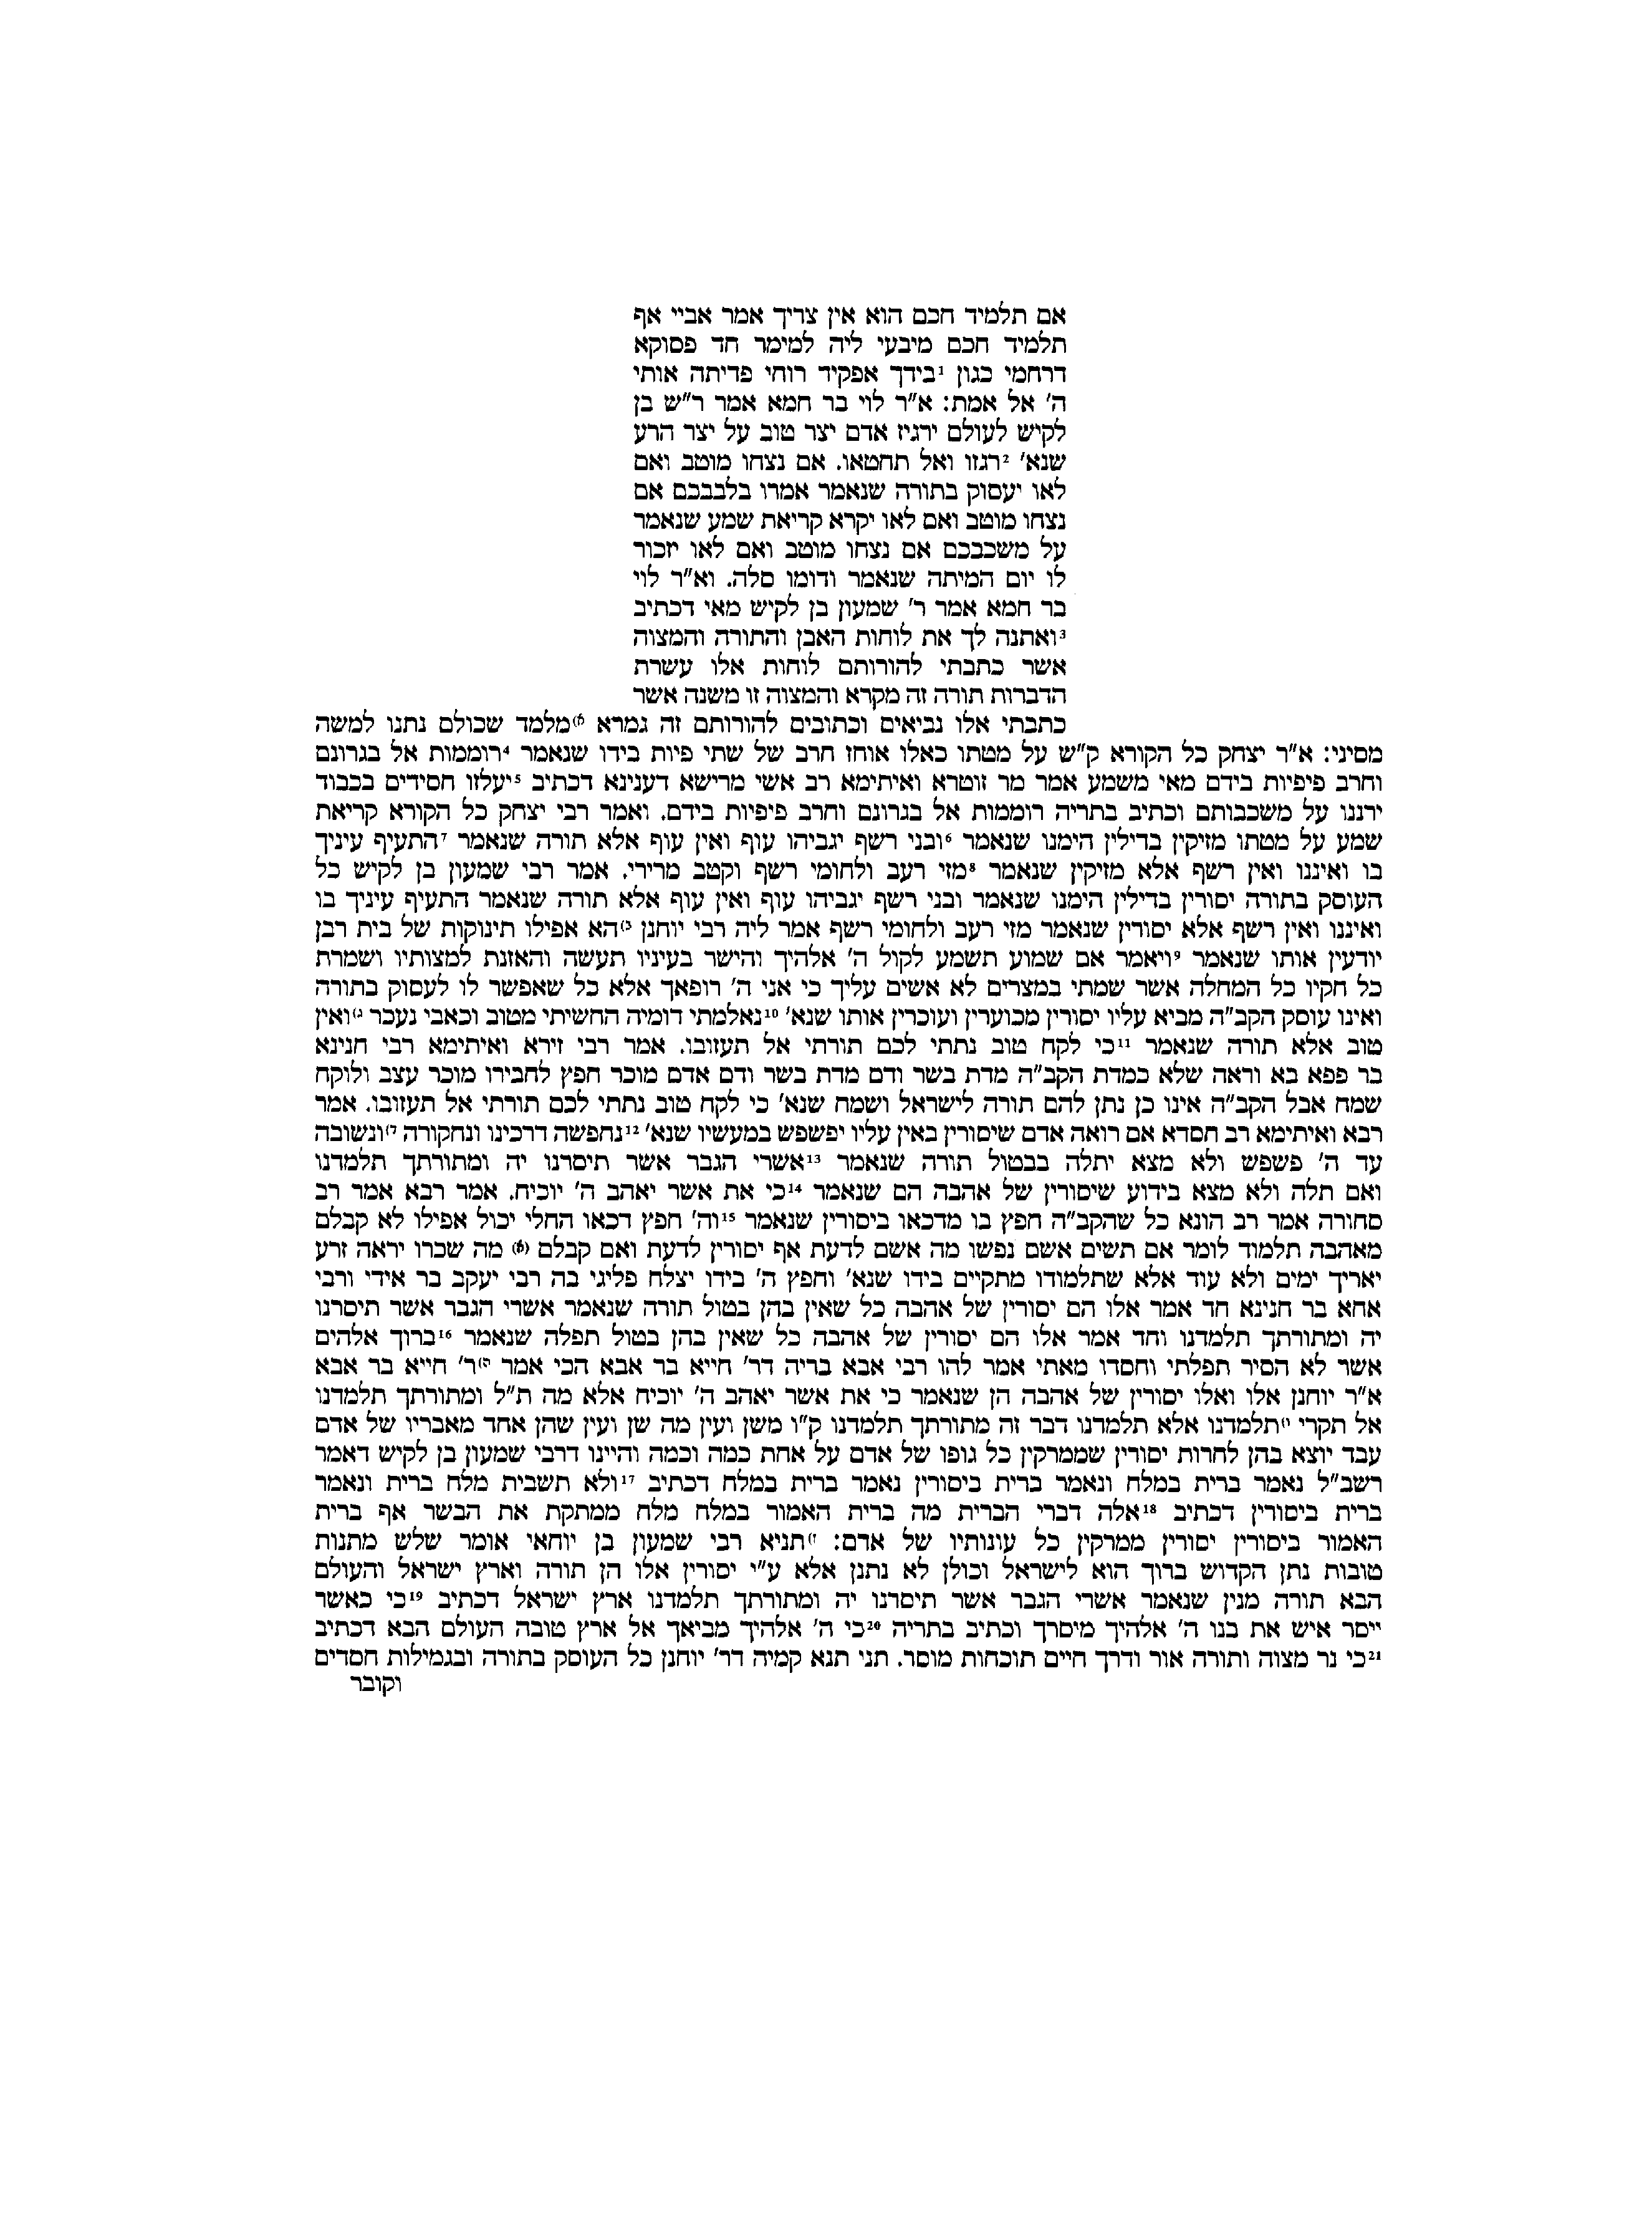 אם תלמיד חכם הוא אין צריך אמר אביי אף
תלמיד חכם מיבעי ליה למימר חד פסוקא
דרחמי כגון ¹בידך אפקיד רוחי פדיתה אותי
ה' אל אמת: א"ר לוי בר חמא אמר ר"ש בן
לקיש לעולם ירגיז אדם יצר טוב על יצר הרע
שנא' ²רגזו ואל תחטאו. אם נצחו מוטב ואם
לאו יעסוק בתורה שנאמר אמרו בלבבכם אם
נצחו מוטב ואם לאו יקרא קריאת שמע שנאמר
על משכבכם אם נצחו מוטב ואם לאו יזכור
לו יום המיתה שנאמר ודומו סלה. וא"ר לוי
בר חמא אמר ר' שמעון בן לקיש מאי דכתיב
³ואתנה לך את לוחות האבן והתורה והמצוה
אשר כתבתי להורותם לוחות אלו עשרת
הדברות תורה זה מקרא והמצוה זו משנה אשר
כתבתי אלו נביאים וכתובים להורותם זה גמרא א)מלמד שכולם נתנו למשה
מסיני: א"ר יצחק כל הקורא ק"ש על מטתו כאלו אוחז חרב של שתי פיות בידו שנאמר ⁴רוממות אל בגרונם
וחרב פיפיות בידם מאי משמע אמר מר זוטרא ואיתימא רב אשי מרישא דענינא דכתיב ⁵יעלזו חסידים בכבוד
ירננו על משכבותם וכתיב בתריה רוממות אל בגרונם וחרב פיפיות בידם. ואמר רבי יצחק כל הקורא קריאת
שמע על מטתו מזיקין בדילין הימנו שנאמר ⁶ובני רשף יגביהו עוף ואין עוף אלא תורה שנאמר ⁷התעיף עיניך
בו ואיננו ואין רשף אלא מזיקין שנאמר ⁸מזי רעב ולחומי רשף וקטב מרירי. אמר רבי שמעון בן לקיש כל
העוסק בתורה יסורין בדילין הימנו שנאמר ובני רשף יגביהו עוף ואין עוף אלא תורה שנאמר התעיף עיניך בו
ואיננו ואין רשף אלא יסורין שנאמר מזי רעב ולחומי רשף אמר ליה רבי יוחנן ב)הא אפילו תינוקות של בית רבן
יודעין אותו שנאמר ⁹ויאמר אם שמוע תשמע לקול ה' אלהיך והישר בעיניו תעשה והאזנת למצותיו ושמרת
כל חקיו כל המחלה אשר שמתי במצרים לא אשים עליך כי אני ה' רופאך אלא כל שאפשר לו לעסוק בתורה
ואינו עוסק הקב"ה מביא עליו יסורין מכוערין ועוכרין אותו שנא' ¹⁰נאלמתי דומיה החשיתי מטוב וכאבי נעכר ג)ואין
טוב אלא תורה שנאמר ¹¹כי לקח טוב נתתי לכם תורתי אל תעזובו. אמר רבי זירא ואיתימא רבי חנינא
בר פפא בא וראה שלא כמדת הקב"ה מדת בשר ודם מדת בשר ודם אדם מוכר חפץ לחבירו מוכר עצב ולוקח
שמח אבל הקב"ה אינו כן נתן להם תורה לישראל ושמח שנא' כי לקח טוב נתתי לכם תורתי אל תעזובו. אמר
רבא ואיתימא רב חסדא אם רואה אדם שיסורין באין עליו יפשפש במעשיו שנא' ¹²נחפשה דרכינו ונחקורה ד)ונשובה
עד ה' פשפש ולא מצא יתלה בבטול תורה שנאמר ¹³אשרי הגבר אשר תיסרנו יה ומתורתך תלמדנו
ואם תלה ולא מצא בידוע שיסורין של אהבה הם שנאמר ¹⁴כי את אשר יאהב ה' יוכיח. אמר רבא אמר רב
סחורה אמר רב הונא כל שהקב"ה חפץ בו מדכאו ביסורין שנאמר ¹⁵וה' חפץ דכאו החלי יכול אפילו לא קבלם
מאהבה תלמוד לומר אם תשים אשם נפשו מה אשם לדעת אף יסורין לדעת ואם קבלם (א) מה שכרו יראה זרע
יאריך ימים ולא עוד אלא שתלמודו מתקיים בידו שנא' וחפץ ה' בידו יצלח פליגי בה רבי יעקב בר אידי ורבי
אחא בר חנינא חד אמר אלו הם יסורין של אהבה כל שאין בהן בטול תורה שנאמר אשרי הגבר אשר תיסרנו
יה ומתורתך תלמדנו וחד אמר אלו הם יסורין של אהבה כל שאין בהן בטול תפלה שנאמר ¹⁶ברוך אלהים
אשר לא הסיר תפלתי וחסדו מאתי אמר להו רבי אבא בריה דר' חייא בר אבא הכי אמר ה)ר' חייא בר אבא
א"ר יוחנן אלו ואלו יסורין של אהבה הן שנאמר כי את אשר יאהב ה' יוכיח אלא מה ת"ל ומתורתך תלמדנו
אל תקרי ו)תלמדנו אלא תלמדנו דבר זה מתורתך תלמדנו ק"ו משן ועין מה שן ועין שהן אחד מאבריו של אדם
עבד יוצא בהן לחרות יסורין שממרקין כל גופו של אדם על אחת כמה וכמה והיינו דרבי שמעון בן לקיש דאמר
רשב"ל נאמר ברית במלח ונאמר ברית ביסורין נאמר ברית במלח דכתיב ¹⁷ולא תשבית מלח ברית ונאמר
ברית ביסורין דכתיב ¹⁸אלה דברי הברית מה ברית האמור במלח מלח ממתקת את הבשר אף ברית
האמור ביסורין יסורין ממרקין כל עונותיו של אדם: ז)תניא רבי שמעון בן יוחאי אומר שלש מתנות
טובות נתן הקדוש ברוך הוא לישראל וכולן לא נתנן אלא ע"י יסורין אלו הן תורה וארץ ישראל והעולם
הבא תורה מנין שנאמר אשרי הגבר אשר תיסרנו יה ומתורתך תלמדנו ארץ ישראל דכתיב ¹⁹כי כאשר
ייסר איש את בנו ה' אלהיך מיסרך וכתיב בתריה ²⁰כי ה' אלהיך מביאך אל ארץ טובה העולם הבא דכתיב
²¹כי נר מצוה ותורה אור ודרך חיים תוכחות מוסר. תני תנא קמיה דר' יוחנן כל העוסק בתורה ובגמילות חסדים
וקובר